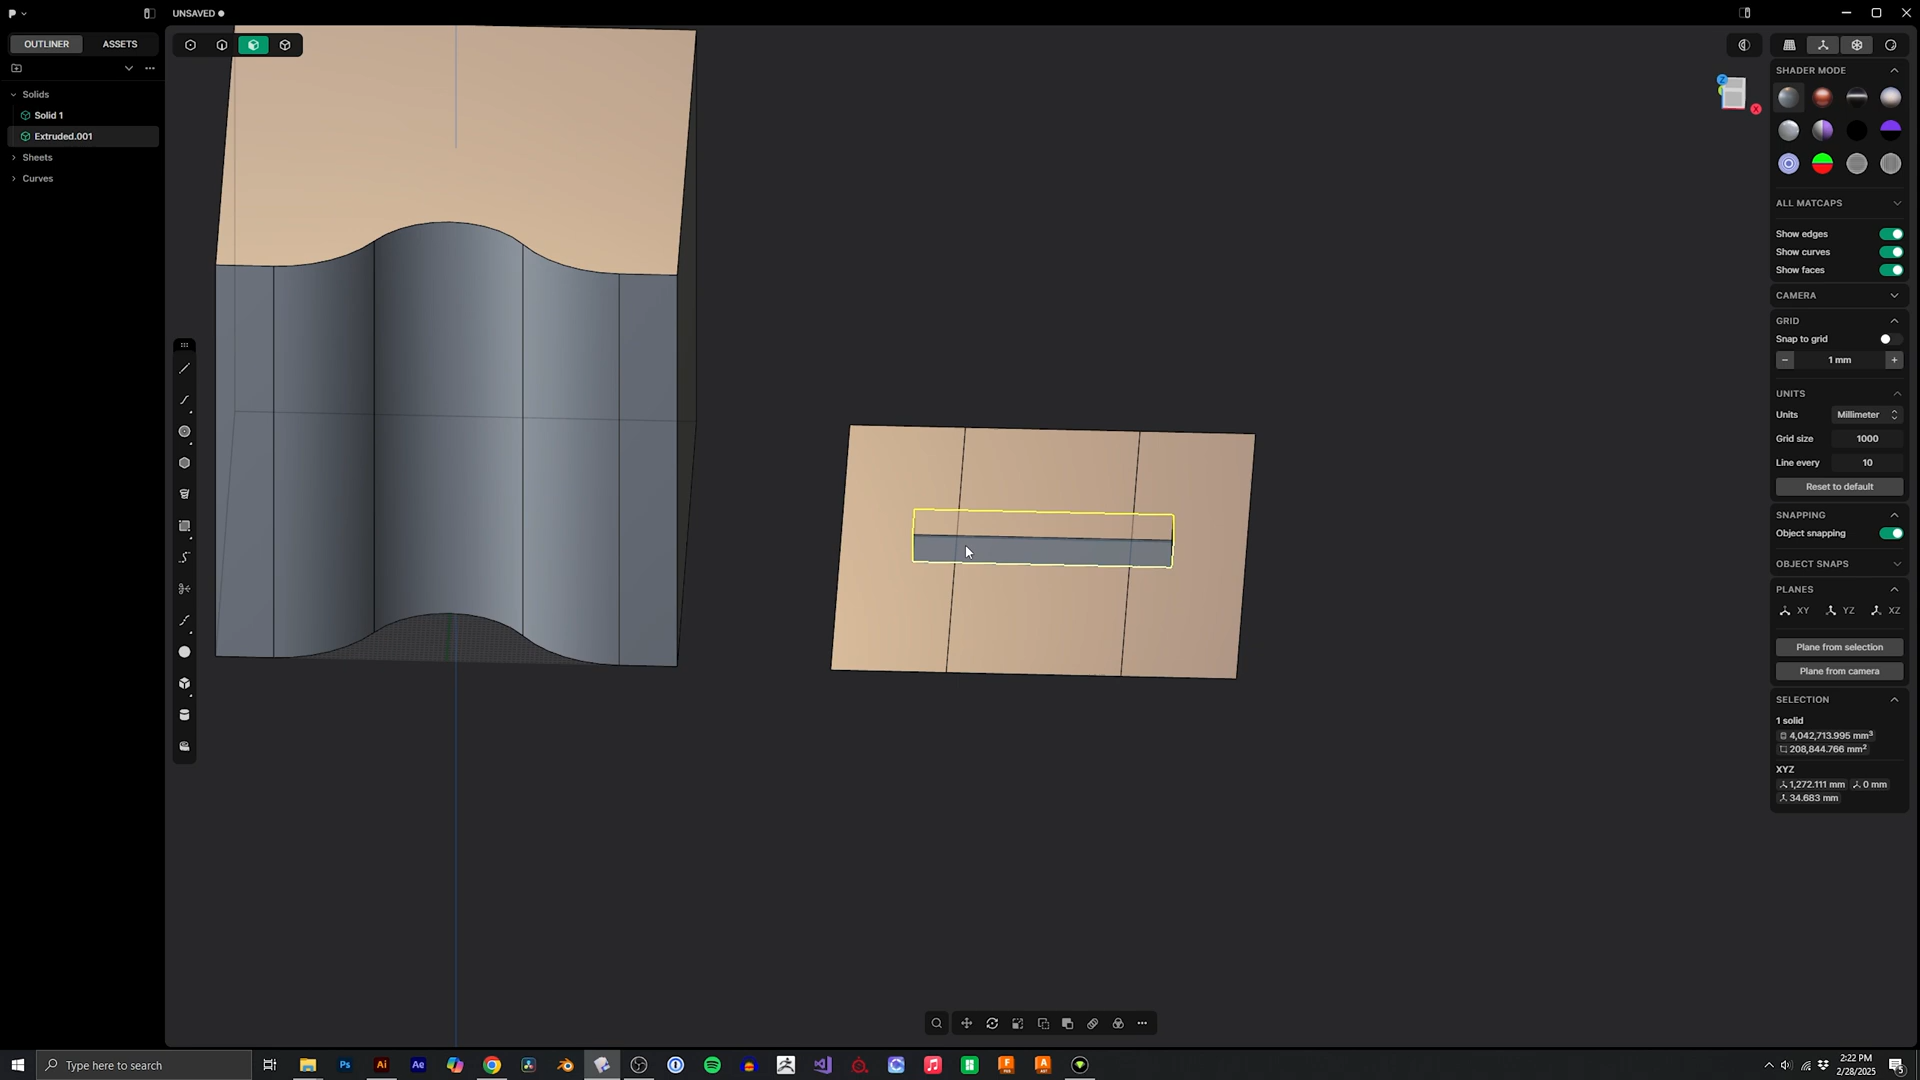 UNSAVED
OUTLINER
ASSETS
Solids
Solid 1
Extruded.001
Sheets
Curves
Z
X
SHADER MODE
ALL MATCAPS
Show edges
Show curves
Show faces
CAMERA
GRID
Snap to grid
1 mm
UNITS
Units
Millimeter
Grid size
1000
Line every
10
Reset to default
SNAPPING
Object snapping
OBJECT SNAPS
PLANES
XY
YZ
XZ
Plane from selection
Plane from camera
SELECTION
1 solid
4,042,713.995 mm³
208,844.766 mm²
XYZ
1,272.111 mm
0 mm
34.683 mm
Type here to search
Ps
Ai
Ae
2:22 PM
2/28/2025